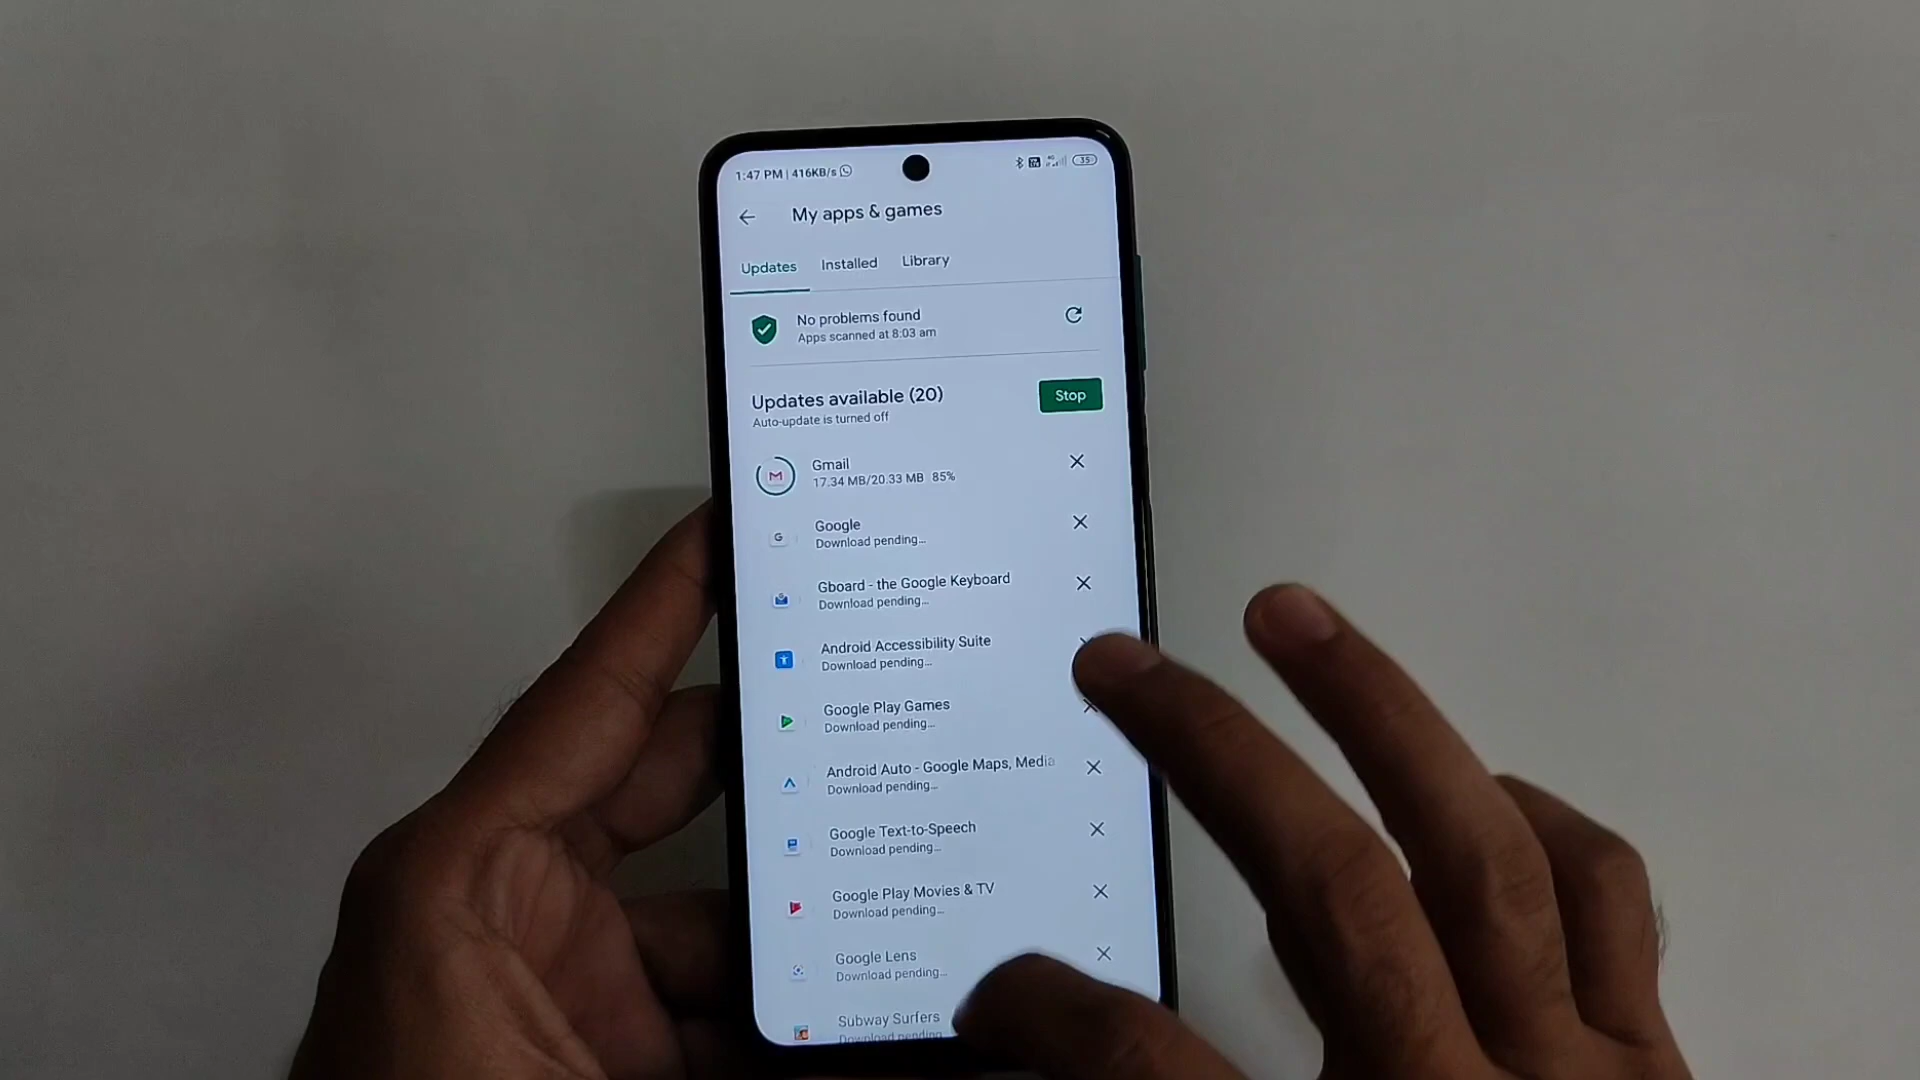 1:47 PM | 416KB/s
35
My apps & games
Updates Installed Library
No problems found
Apps scanned at 8:03 am
Updates available (20)
Stop
Auto-update is turned off
Gmail
17.34 MB/20.33 MB 85%
Google
Download pending...
Gboard - the Google Keyboard
Download pending...
Android Accessibility Suite
Download pending...
Google Play Games
Download pending...
Android Auto - Google Maps, Media
Download pending...
Google Text-to-Speech
Download pending...
Google Play Movies & TV
Download pending...
Google Lens
Download pending...
Subway Surfers
Download pending